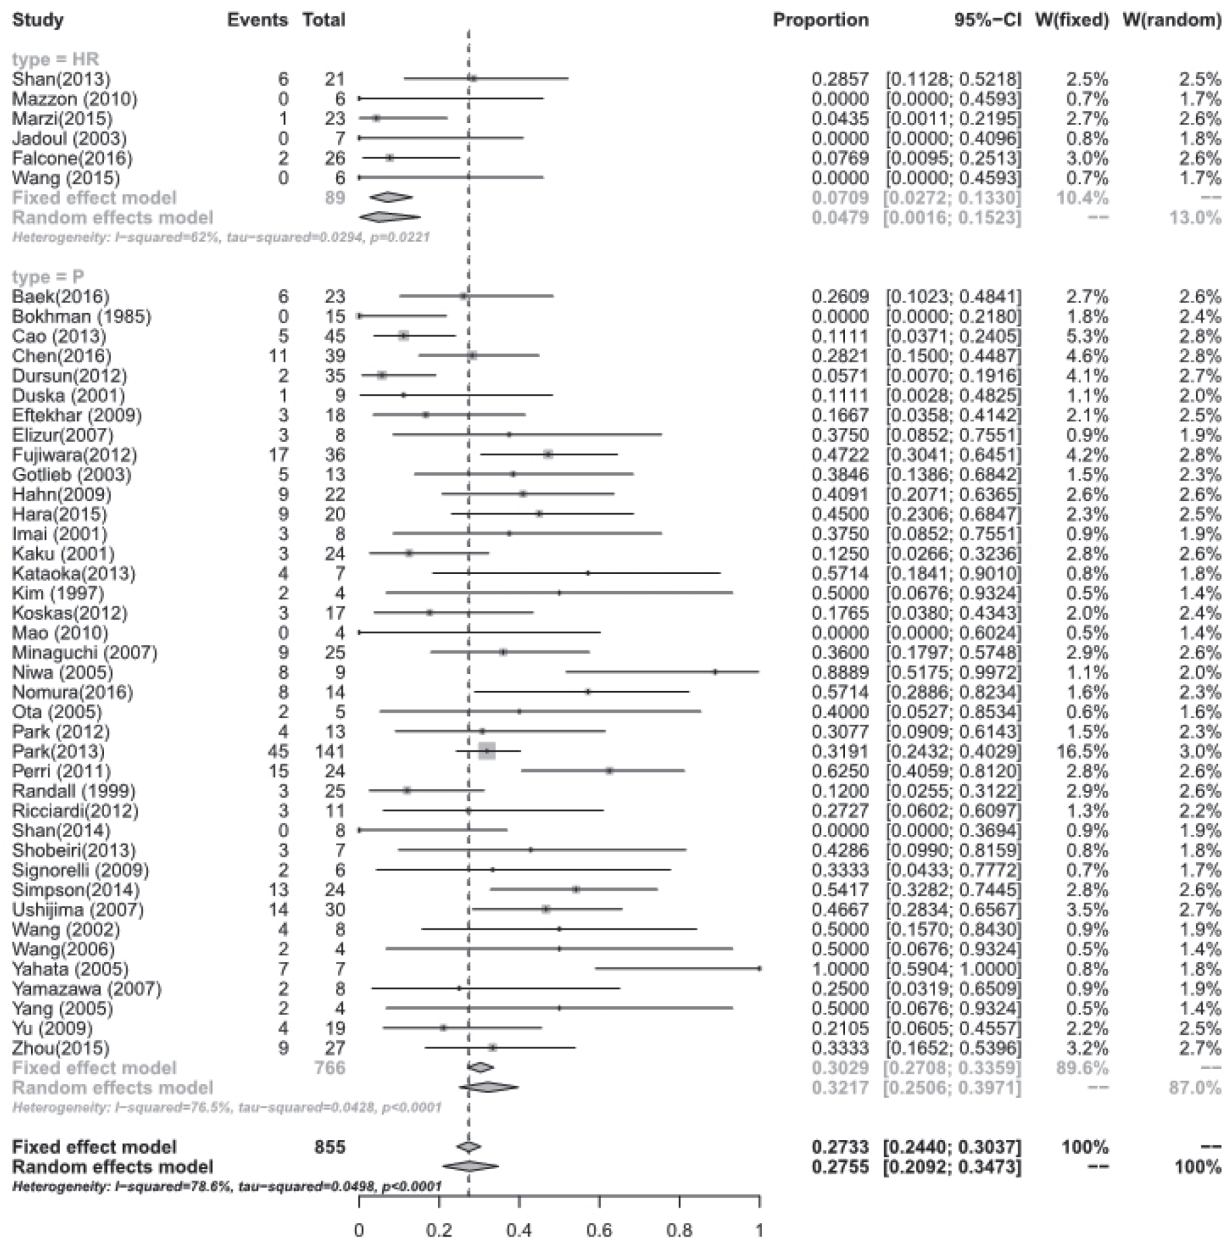 Study Events Total Proportion 95%−CI W(fixed) W(random)
type = HR
Shan(2013) 6 21 0.2857 [0.1128; 0.5218] 2.5% 2.5%
Mazzon (2010) 0 6 0.0000 [0.0000; 0.4593] 0.7% 1.7%
Marzi(2015) 1 23 0.0435 [0.0011; 0.2195] 2.7% 2.6%
Jadoul (2003) 0 7 0.0000 [0.0000; 0.4096] 0.8% 1.8%
Falcone(2016) 2 26 0.0769 [0.0095; 0.2513] 3.0% 2.6%
Wang (2015) 0 6 0.0000 [0.0000; 0.4593] 0.7% 1.7%
Fixed effect model 89 0.0709 [0.0272; 0.1330] 10.4% −−
Random effects model 0.0479 [0.0016; 0.1523] −− 13.0%
Heterogeneity: I−squared=62%, tau−squared=0.0294, p=0.0221
type = P
Baek(2016) 6 23 0.2609 [0.1023; 0.4841] 2.7% 2.6%
Bokhman (1985) 0 15 0.0000 [0.0000; 0.2180] 1.8% 2.4%
Cao (2013) 5 45 0.1111 [0.0371; 0.2405] 5.3% 2.8%
Chen(2016) 11 39 0.2821 [0.1500; 0.4487] 4.6% 2.8%
Dursun(2012) 2 35 0.0571 [0.0070; 0.1916] 4.1% 2.7%
Duska (2001) 1 9 0.1111 [0.0028; 0.4825] 1.1% 2.0%
Eftekhar (2009) 3 18 0.1667 [0.0358; 0.4142] 2.1% 2.5%
Elizur(2007) 3 8 0.3750 [0.0852; 0.7551] 0.9% 1.9%
Fujiwara(2012) 17 36 0.4722 [0.3041; 0.6451] 4.2% 2.8%
Gotlieb (2003) 5 13 0.3846 [0.1386; 0.6842] 1.5% 2.3%
Hahn(2009) 9 22 0.4091 [0.2071; 0.6365] 2.6% 2.6%
Hara(2015) 9 20 0.4500 [0.2306; 0.6847] 2.3% 2.5%
Imai (2001) 3 8 0.3750 [0.0852; 0.7551] 0.9% 1.9%
Kaku (2001) 3 24 0.1250 [0.0266; 0.3236] 2.8% 2.6%
Kataoka(2013) 4 7 0.5714 [0.1841; 0.9010] 0.8% 1.8%
Kim (1997) 2 4 0.5000 [0.0676; 0.9324] 0.5% 1.4%
Koskas(2012) 3 17 0.1765 [0.0380; 0.4343] 2.0% 2.4%
Mao (2010) 0 4 0.0000 [0.0000; 0.6024] 0.5% 1.4%
Minaguchi (2007) 9 25 0.3600 [0.1797; 0.5748] 2.9% 2.6%
Niwa (2005) 8 9 0.8889 [0.5175; 0.9972] 1.1% 2.0%
Nomura(2016) 8 14 0.5714 [0.2886; 0.8234] 1.6% 2.3%
Ota (2005) 2 5 0.4000 [0.0527; 0.8534] 0.6% 1.6%
Park (2012) 4 13 0.3077 [0.0909; 0.6143] 1.5% 2.3%
Park(2013) 45 141 0.3191 [0.2432; 0.4029] 16.5% 3.0%
Perri (2011) 15 24 0.6250 [0.4059; 0.8120] 2.8% 2.6%
Randall (1999) 3 25 0.1200 [0.0255; 0.3122] 2.9% 2.6%
Ricciardi(2012) 3 11 0.2727 [0.0602; 0.6097] 1.3% 2.2%
Shan(2014) 0 8 0.0000 [0.0000; 0.3694] 0.9% 1.9%
Shobeiri(2013) 3 7 0.4286 [0.0990; 0.8159] 0.8% 1.8%
Signorelli (2009) 2 6 0.3333 [0.0433; 0.7772] 0.7% 1.7%
Simpson(2014) 13 24 0.5417 [0.3282; 0.7445] 2.8% 2.6%
Ushijima (2007) 14 30 0.4667 [0.2834; 0.6567] 3.5% 2.7%
Wang (2002) 4 8 0.5000 [0.1570; 0.8430] 0.9% 1.9%
Wang(2006) 2 4 0.5000 [0.0676; 0.9324] 0.5% 1.4%
Yahata (2005) 7 7 1.0000 [0.5904; 1.0000] 0.8% 1.8%
Yamazawa (2007) 2 8 0.2500 [0.0319; 0.6509] 0.9% 1.9%
Yang (2005) 2 4 0.5000 [0.0676; 0.9324] 0.5% 1.4%
Yu (2009) 4 19 0.2105 [0.0605; 0.4557] 2.2% 2.5%
Zhou(2015) 9 27 0.3333 [0.1652; 0.5396] 3.2% 2.7%
Fixed effect model 766 0.3029 [0.2708; 0.3359] 89.6% −−
Random effects model 0.3217 [0.2506; 0.3971] −− 87.0%
Heterogeneity: I−squared=76.5%, tau−squared=0.0428, p<0.0001
Fixed effect model 855 0.2733 [0.2440; 0.3037] 100% −−
Random effects model 0.2755 [0.2092; 0.3473] −− 100%
Heterogeneity: I−squared=78.6%, tau−squared=0.0498, p<0.0001
0 0.2 0.4 0.6 0.8 1